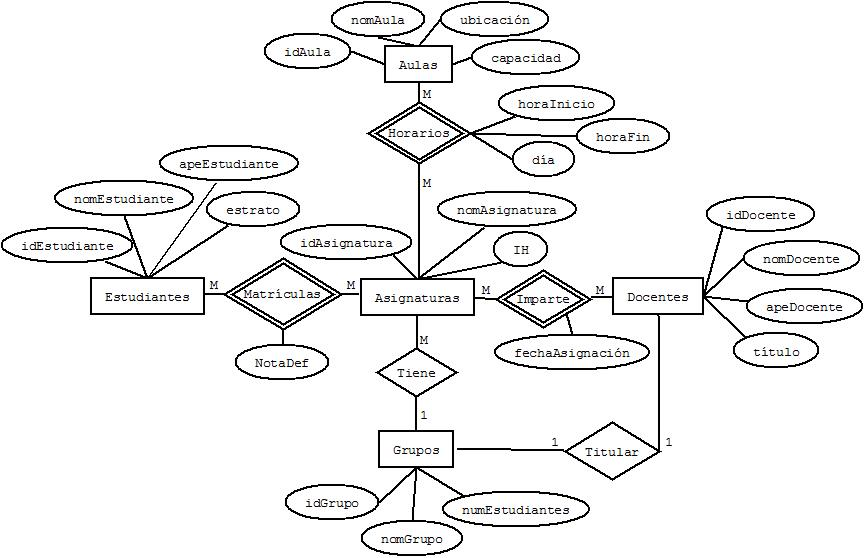 nomAula
ubicación
idAula
Aulas
capacidad
M
horaInicio
Horarios
horaFin
día
apeEstudiante
M
nomEstudiante
estrato
nomAsignatura
idDocente
idEstudiante
idAsignatura
IH
nomDocente
Estudiantes
M
Matrículas
M
Asignaturas
M
Imparte
M
Docentes
apeDocente
NotaDef
M
fechaAsignación
título
Tiene
1
Grupos
1
Titular
1
idGrupo
numEstudiantes
nomGrupo